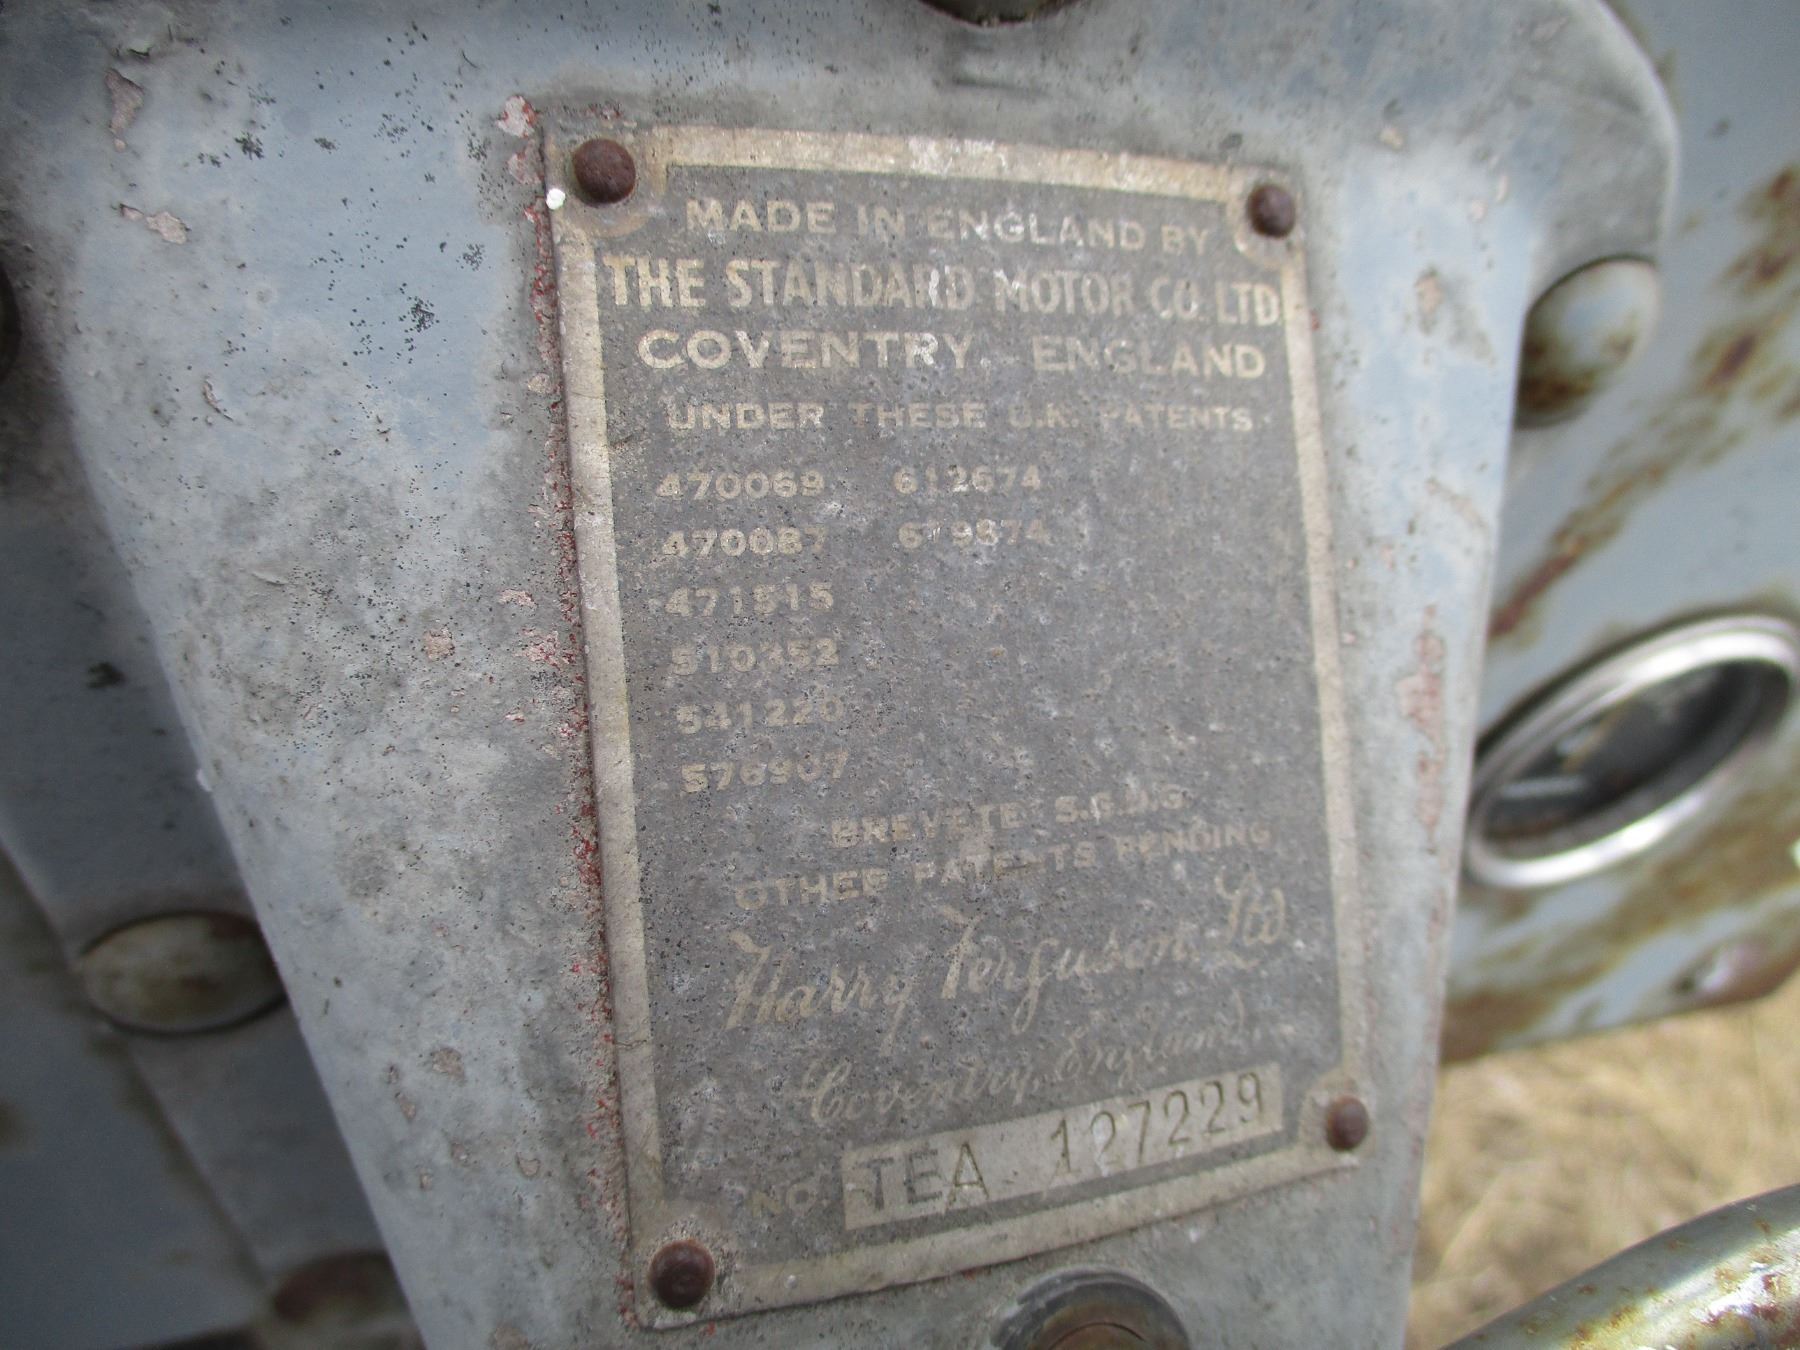 MADE IN ENGLAND BY
THE STANDARD MOTOR CO. LTD
COVENTRY, ENGLAND
UNDER THESE U.K. PATENTS.
470069 612674
470087
471515
510352
541220
576907
BREVETE S.G.D.G.
OTHER PATENTS PENDING
Harry Ferguson Ltd
Coventry, England
NO. TEA 127229